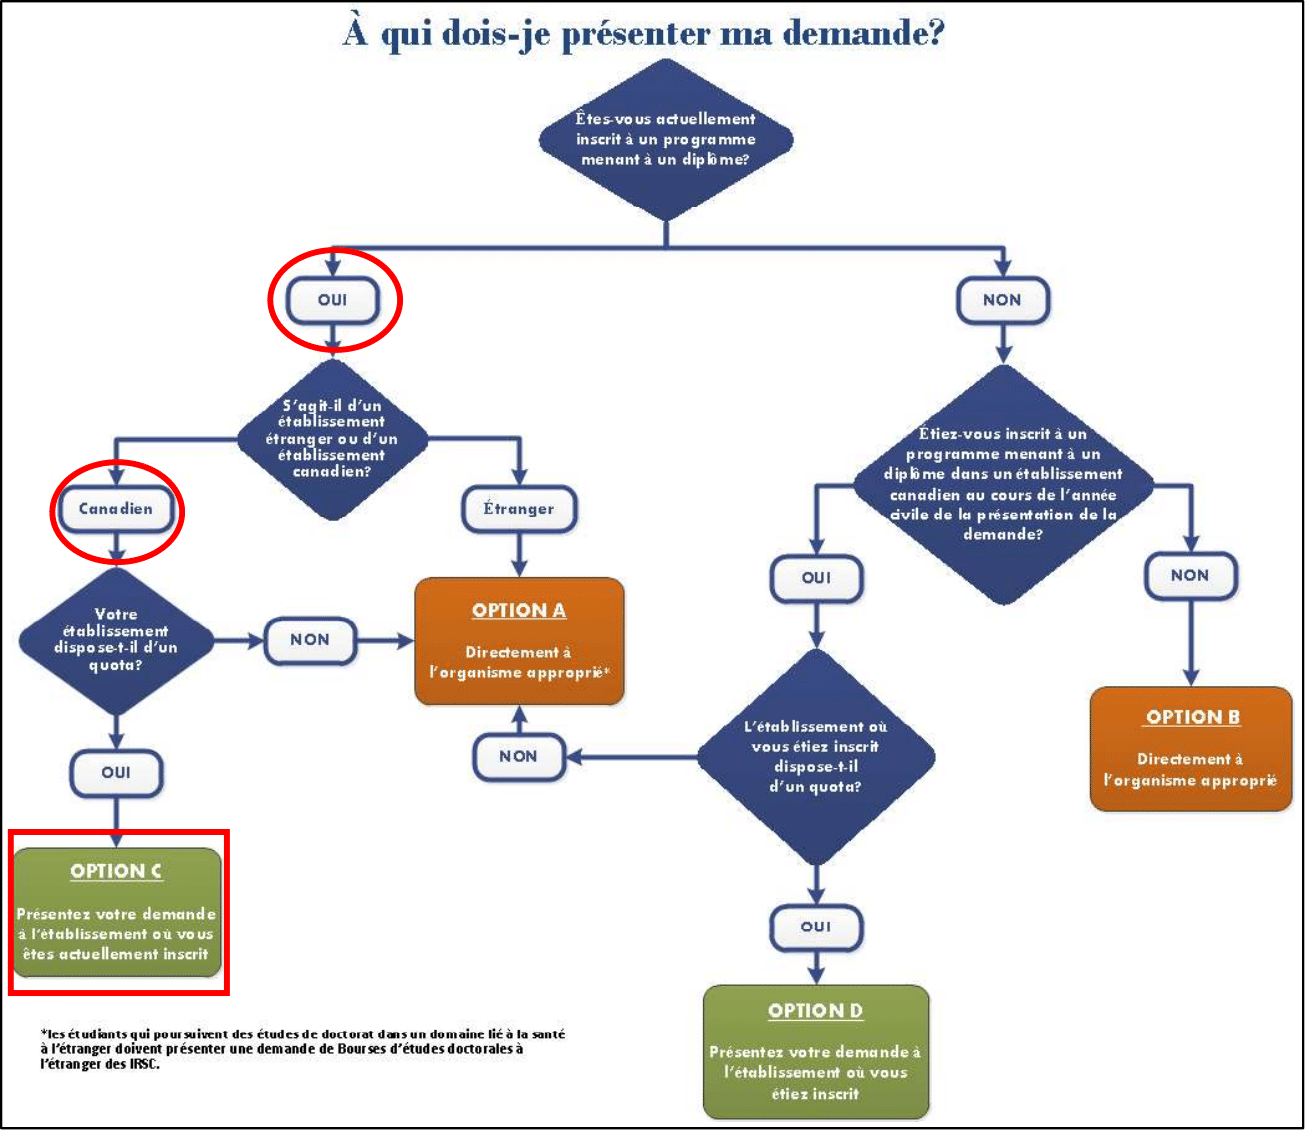 À qui dois-je présenter ma demande?
Êtes-vous actuellement
inscrit à un programme
menant à un diplôme?
OUI
NON
S'agit-il d'un
établissement
étranger ou d'un
établissement
canadien?
Étiez-vous inscrit à un
programme menant à un
diplôme dans un établissement
canadien au cours de l'année
civile de la présentation de la
demande?
Canadien
Étranger
OUI
NON
Votre
établissement
dispose-t-il d'un
quota?
NON
OPTION A
Directement à
l'organisme approprié*
OPTION B
Directement à
l'organisme approprié
L'établissement où
vous étiez inscrit
dispose-t-il
d'un quota?
NON
OUI
OPTION C
Présentez votre demande
à l'établissement où vous
êtes actuellement inscrit
OUI
OPTION D
Présentez votre demande à
l'établissement où vous
étiez inscrit
*les étudiants qui poursuivent des études de doctorat dans un domaine lié à la santé
à l'étranger doivent présenter une demande de Bourses d'études doctorales à
l'étranger des IRSC.